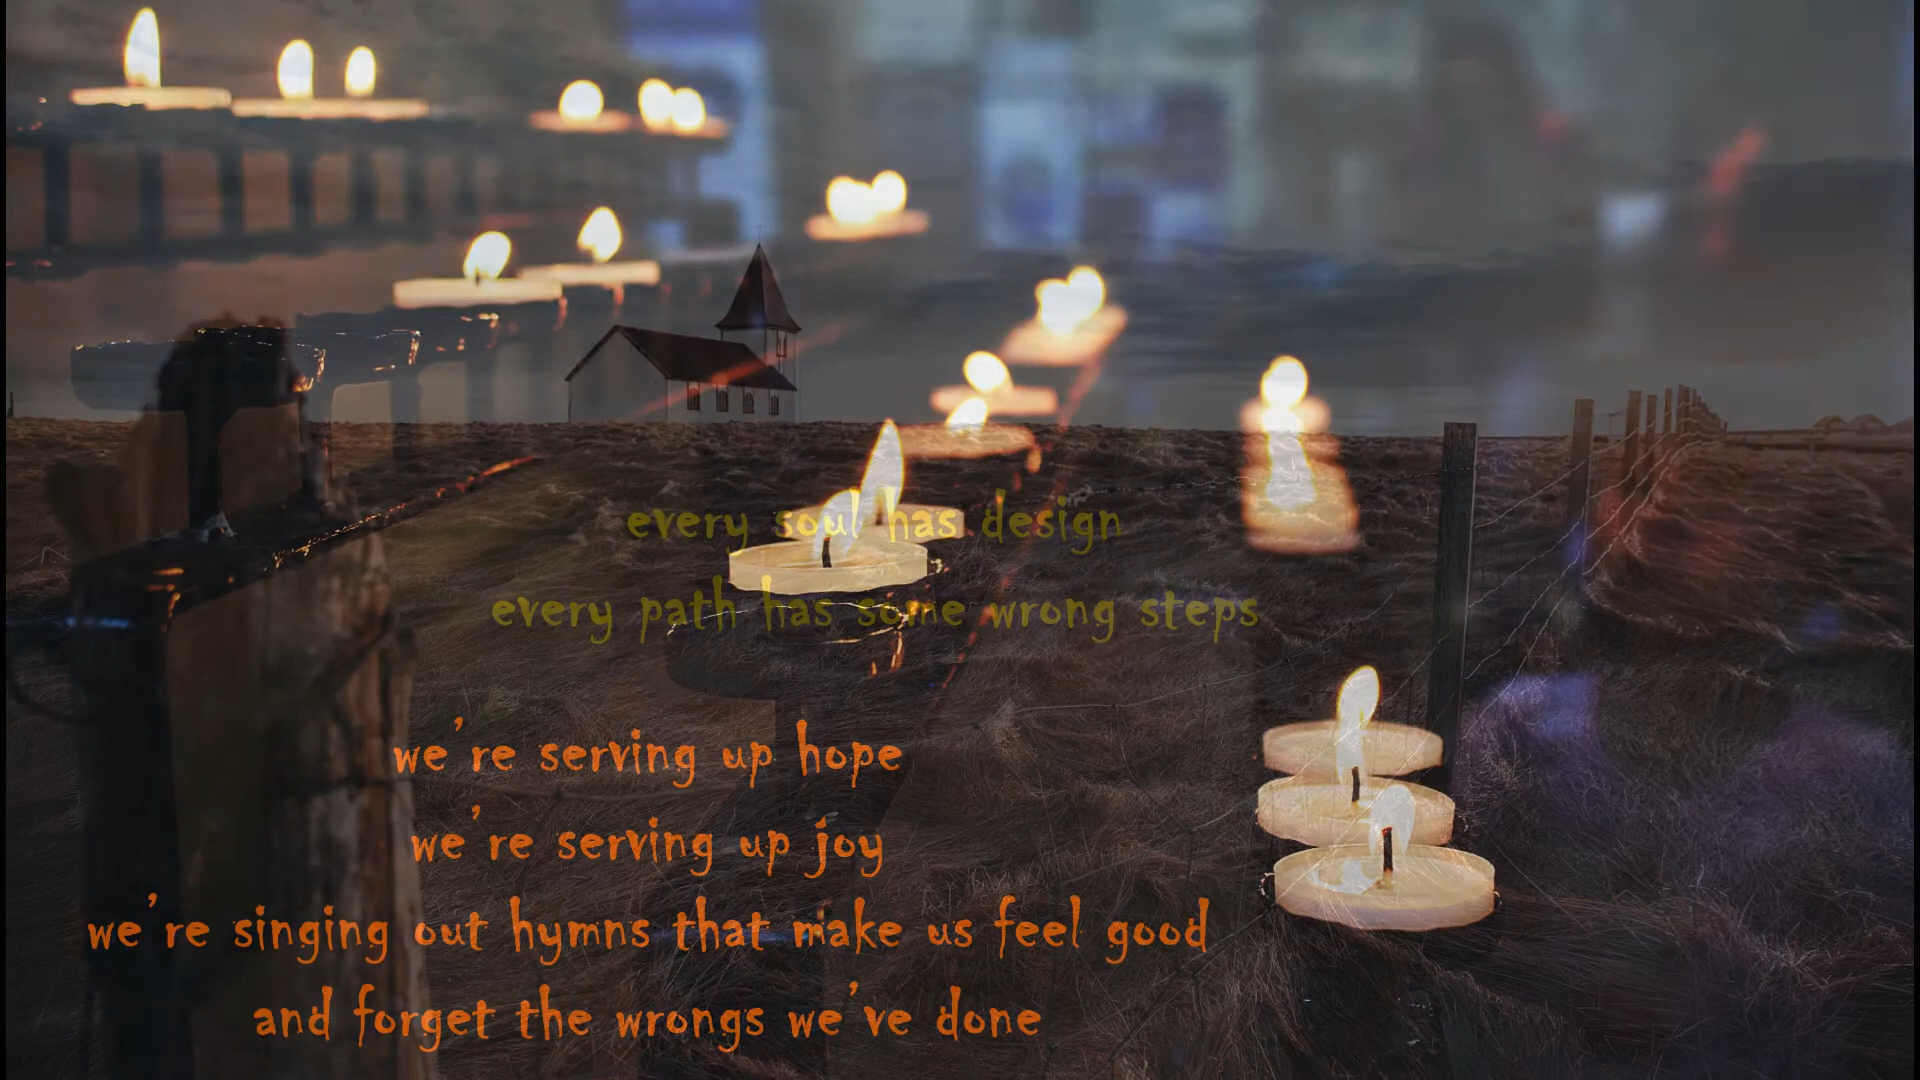 every soul has design
every path has some wrong steps
we're serving up hope
we're serving up joy
we're singing out hymns that make us feel good
and forget the wrongs we've done